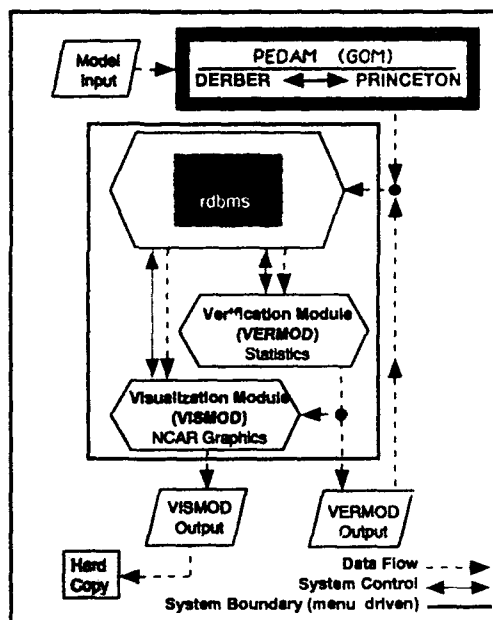 Model
Input
PEDAM (GOM)
DERBER PRINCETON
rdbms
Verification Module
(VERMOD)
Statistics
Visualization Module
(VISMOD)
NCAR Graphics
VISMOD
Output
VERMOD
Output
Hard
Copy
Data Flow
System Control
System Boundary (menu driven)